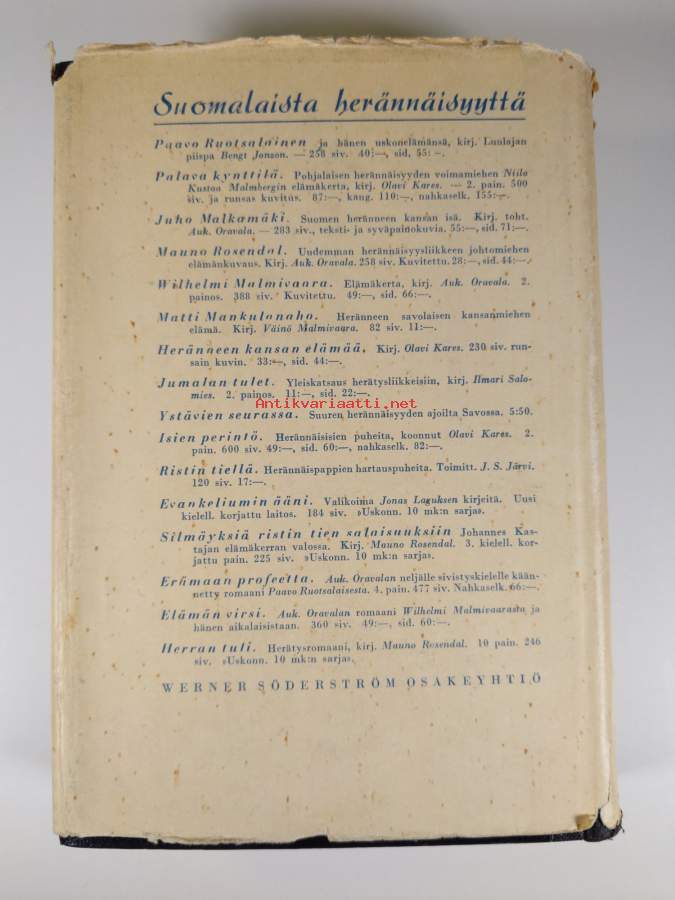 Suomalaista herännäisyyttä
Paavo Ruotsalainen ja hänen uskonelämänsä, kirj. Luulajan
piispa Bengt Jonzon. — 258 siv. 40:—, sid. 55:—.
Palava kynttilä. Pohjalaisen herännäisyyden voimamiehen Niilo
Kustaa Malmbergin elämäkerta, kirj. Olavi Kares. — 2. pain. 500
siv. ja runsas kuvitus. 87:—, kang. 110:—, nahkaselk. 155:—.
Juho Malkamäki. Suomen heränneen kansan isä. Kirj. toht.
Auk. Oravala. — 283 siv., teksti- ja syväpainokuvia. 55:—, sid. 71:—.
Mauno Rosendal. Uudemman herännäisyysliikkeen johtomiehen
elämänkuvaus. Kirj. Auk. Oravala. 258 siv. Kuvitettu. 28:—, sid. 44:—.
Wilhelmi Malmivaara. Elämäkerta, kirj. Auk. Oravala. 2.
painos. 388 siv. Kuvitettu. 49:—, sid. 66:—.
Matti Mankulonaho. Heränneen savolaisen kansanmiehen
elämä. Kirj. Väinö Malmivaara. 82 siv. 11:—.
Heränneen kansan elämää, Kirj. Olavi Kares. 230 siv. run-
sain kuvin. 33:—, sid. 44:—.
Jumalan tulet. Yleiskatsaus herätysliikkeisiin, kirj. Ilmari Salo-
mies. 2. painos. 11:—, sid. 22:—.
Antikvariaatti.net
Ystävien seurassa. Suuren herännäisyyden ajoilta Savossa. 5:50.
Isien perintö. Herännäisisien puheita, koonnut Olavi Kares. 2.
pain. 600 siv. 49:—, sid. 60:—, nahkaselk. 82:—.
Ristin tiellä. Herännäispappien hartauspuheita. Toimitt. J. S. Järvi.
120 siv. 17:—.
Evankeliumin ääni. Valikoima Jonas Laguksen kirjeitä. Uusi
kielell. korjattu laitos. 184 siv. »Uskonn. 10 mk:n sarja».
Silmäyksiä ristin tien salaisuuksiin Johannes Kas-
tajan elämäkerran valossa. Kirj. Mauno Rosendal. 3. kielell. kor-
jattu pain. 225 siv. »Uskonn. 10 mk:n sarja».
Erämaan profeetta. Auk. Oravalan neljälle sivistyskielelle kään-
netty romaani Paavo Ruotsalaisesta. 4. pain. 477 siv. Nahkaselk. 66:—.
Elämän virsi. Auk. Oravalan romaani Wilhelmi Malmivaarasta ja
hänen aikalaisistaan. 360 siv. 49:—, sid. 60:—.
Herran tuli. Herätysromaani, kirj. Mauno Rosendal. 10 pain. 246
siv. »Uskonn. 10 mk:n sarja».
WERNER SÖDERSTRÖM OSAKEYHTIÖ